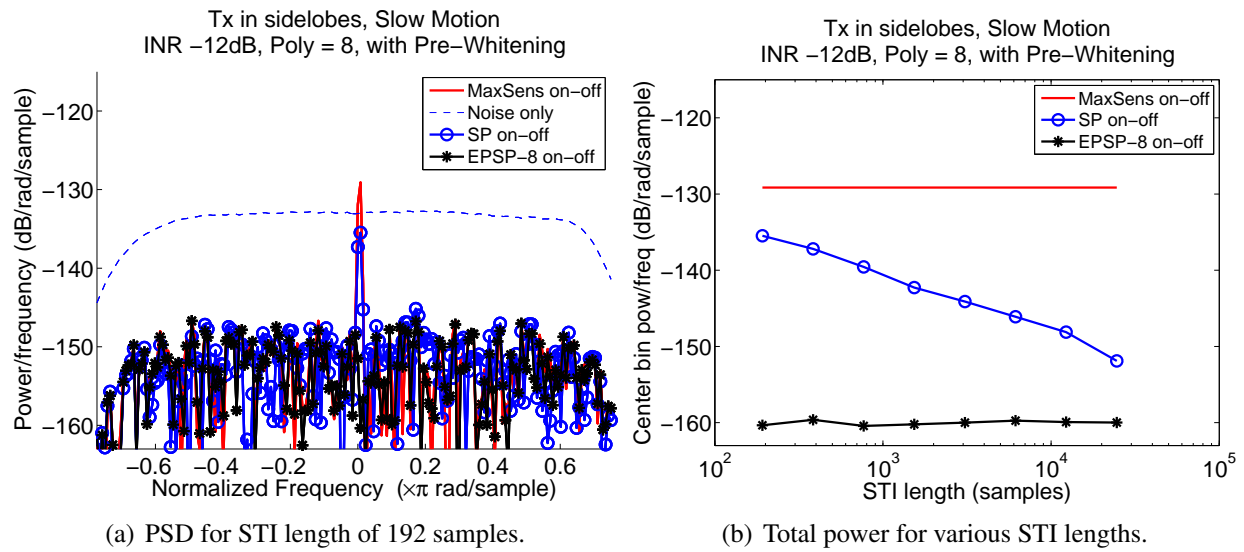 Tx in sidelobes, Slow Motion
INR −12dB, Poly = 8, with Pre−Whitening
MaxSens on−off
Noise only
SP on−off
EPSP−8 on−off
Power/frequency (dB/rad/sample)
−120
−130
−140
−150
−160
−0.6
−0.4
−0.2
0
0.2
0.4
0.6
Normalized Frequency (×π rad/sample)
(a) PSD for STI length of 192 samples.
Tx in sidelobes, Slow Motion
INR −12dB, Poly = 8, with Pre−Whitening
MaxSens on−off
SP on−off
EPSP−8 on−off
Center bin pow/freq (dB/rad/sample)
−120
−130
−140
−150
−160
10^2
10^3
10^4
10^5
STI length (samples)
(b) Total power for various STI lengths.